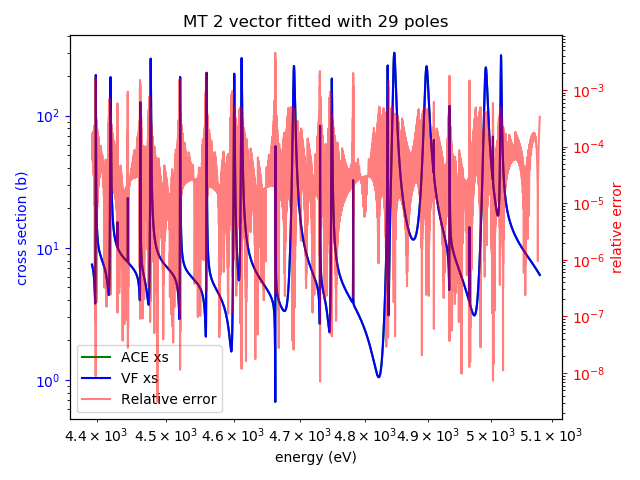 MT 2 vector fitted with 29 poles
cross section (b)
10²
10¹
10⁰
relative error
10⁻³
10⁻⁴
10⁻⁵
10⁻⁶
10⁻⁷
10⁻⁸
ACE xs
VF xs
Relative error
4.4 × 10³ 4.5 × 10³ 4.6 × 10³ 4.7 × 10³ 4.8 × 10³ 4.9 × 10³ 5 × 10³ 5.1 × 10³
energy (eV)